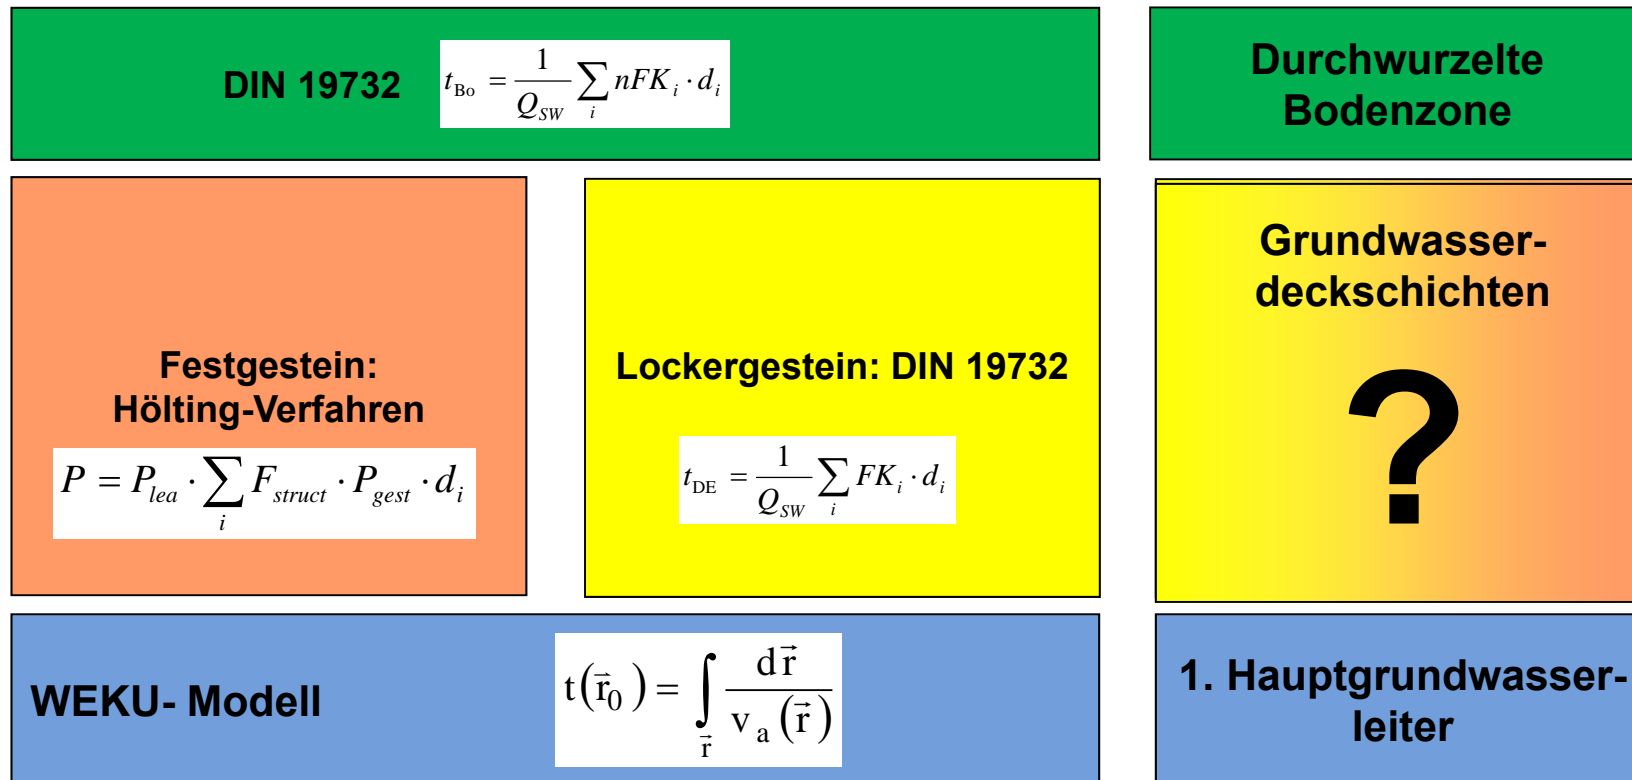 DIN 19732
t_Bo = 1/Q_SW ∑_i nFK_i · d_i
Durchwurzelte
Bodenzone
Festgestein:
Hölting-Verfahren
P = P_lea · ∑_i F_struct · P_gest · d_i
Lockergestein: DIN 19732
t_DE = 1/Q_SW ∑_i FK_i · d_i
Grundwasser-
deckschichten
?
WEKU- Modell
t(r⃗_0) = ∫_r⃗ dr⃗/v_a(r⃗)
1. Hauptgrundwasser-
leiter